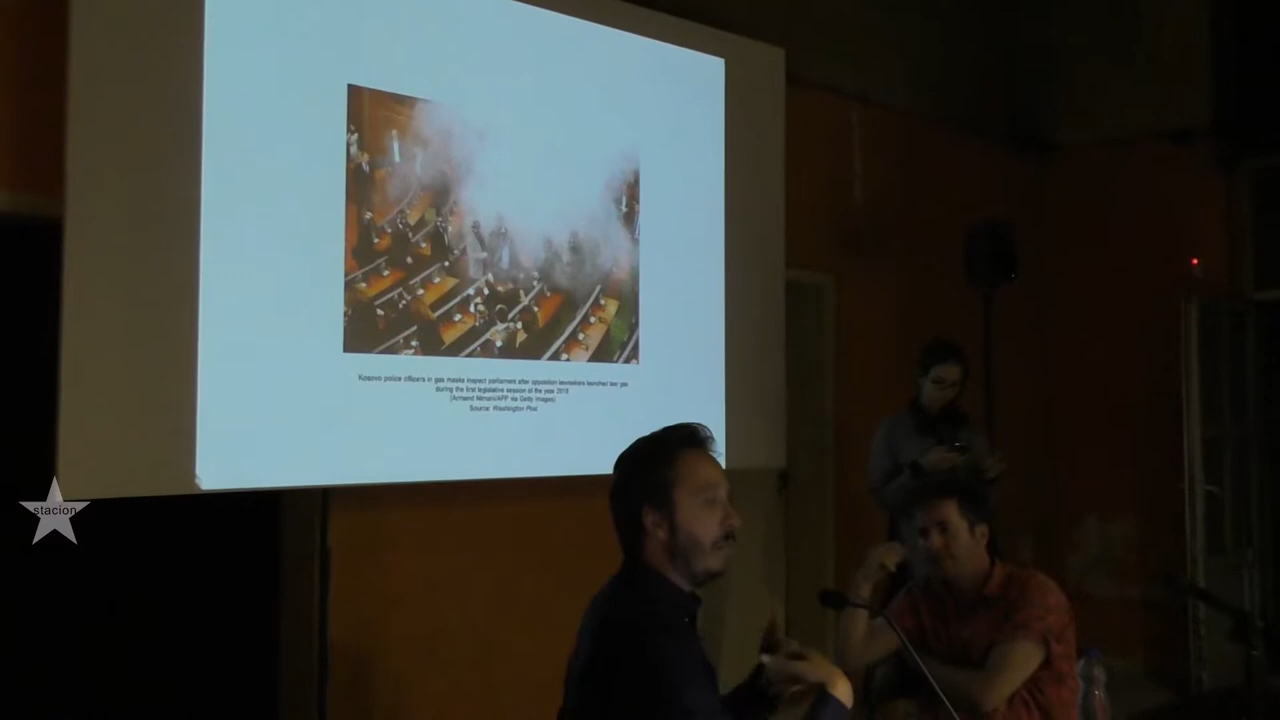 Kosovo police officers in gas masks inspect parliament after opposition lawmakers launched tear gas
during the first legislative session of the year 2016
(Armend Nimani/AFP via Getty Images)
Source: Washington Post
stacion